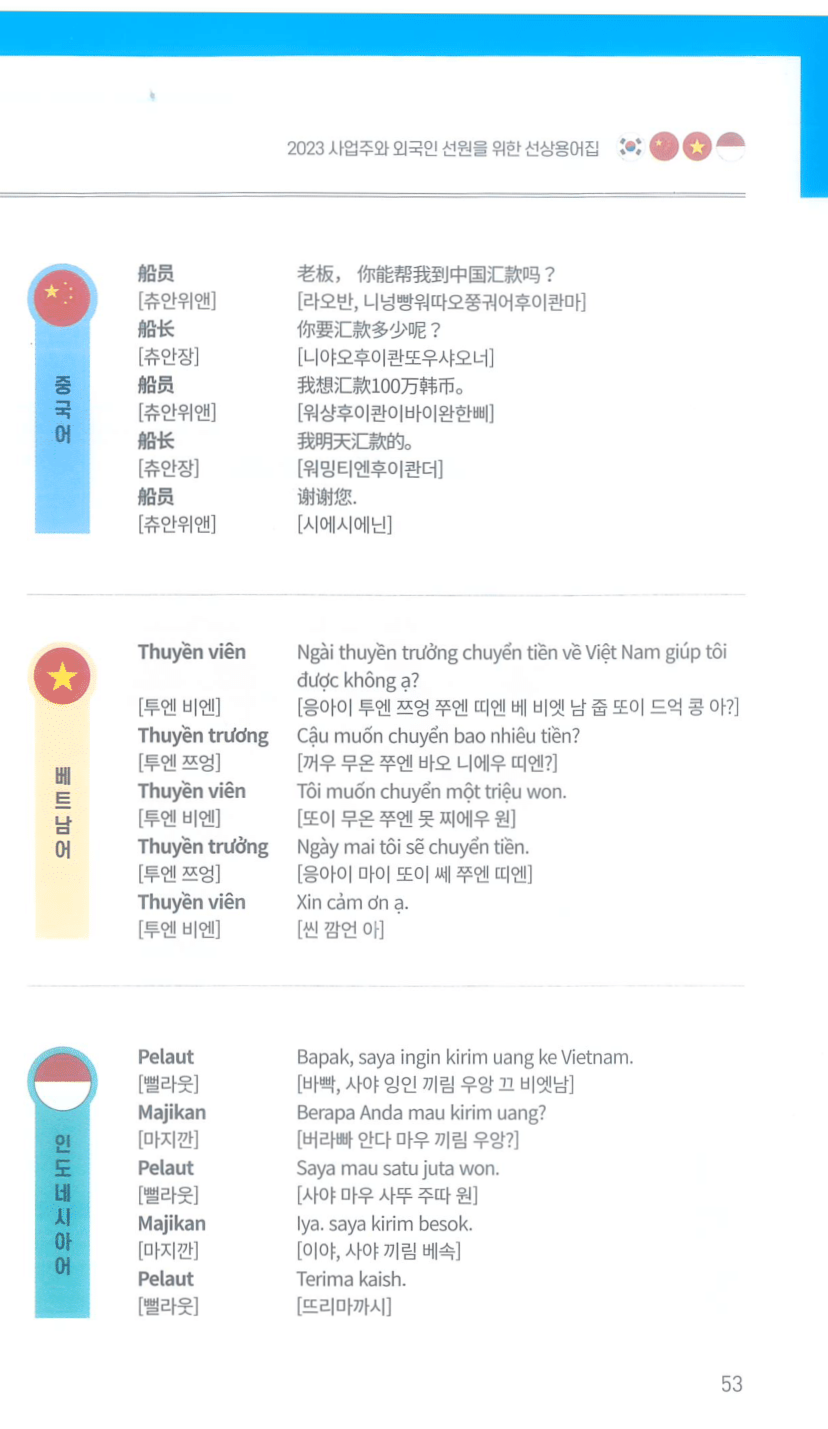 2023 사업주와 외국인 선원을 위한 선상용어집
중국어
船员 老板， 你能帮我到中国汇款吗？
[츄안위앤] [라오반, 니넝빵워따오쭝궈어후이콴마]
船长 你要汇款多少呢？
[츄안장] [니야오후이콴또우샤오너]
船员 我想汇款100万韩币。
[츄안위앤] [워샹후이콴이바이완한삐]
船长 我明天汇款的。
[츄안장] [워밍티엔후이콴더]
船员 谢谢您.
[츄안위앤] [시에시에닌]
베트남어
Thuyền viên Ngài thuyền trưởng chuyển tiền về Việt Nam giúp tôi
được không ạ?
[투엔 비엔] [응아이 투엔 쯔엉 쭈엔 띠엔 베 비엣 남 줍 또이 드억 콩 아?]
Thuyền trương Cậu muốn chuyển bao nhiêu tiền?
[투엔 쯔엉] [꺼우 무온 쭈엔 바오 니에우 띠엔?]
Thuyền viên Tôi muốn chuyển một triệu won.
[투엔 비엔] [또이 무온 쭈엔 못 찌에우 원]
Thuyền trưởng Ngày mai tôi sẽ chuyển tiền.
[투엔 쯔엉] [응아이 마이 또이 쎄 쭈엔 띠엔]
Thuyền viên Xin cảm ơn ạ.
[투엔 비엔] [씬 깜언 아]
인도네시아어
Pelaut Bapak, saya ingin kirim uang ke Vietnam.
[뻘라웃] [바빡, 사야 잉인 끼림 우앙 끄 비엣남]
Majikan Berapa Anda mau kirim uang?
[마지깐] [버라빠 안다 마우 끼림 우앙?]
Pelaut Saya mau satu juta won.
[뻘라웃] [사야 마우 사뚜 주따 원]
Majikan Iya. saya kirim besok.
[마지깐] [이야, 사야 끼림 베속]
Pelaut Terima kaish.
[뻘라웃] [뜨리마까시]
53